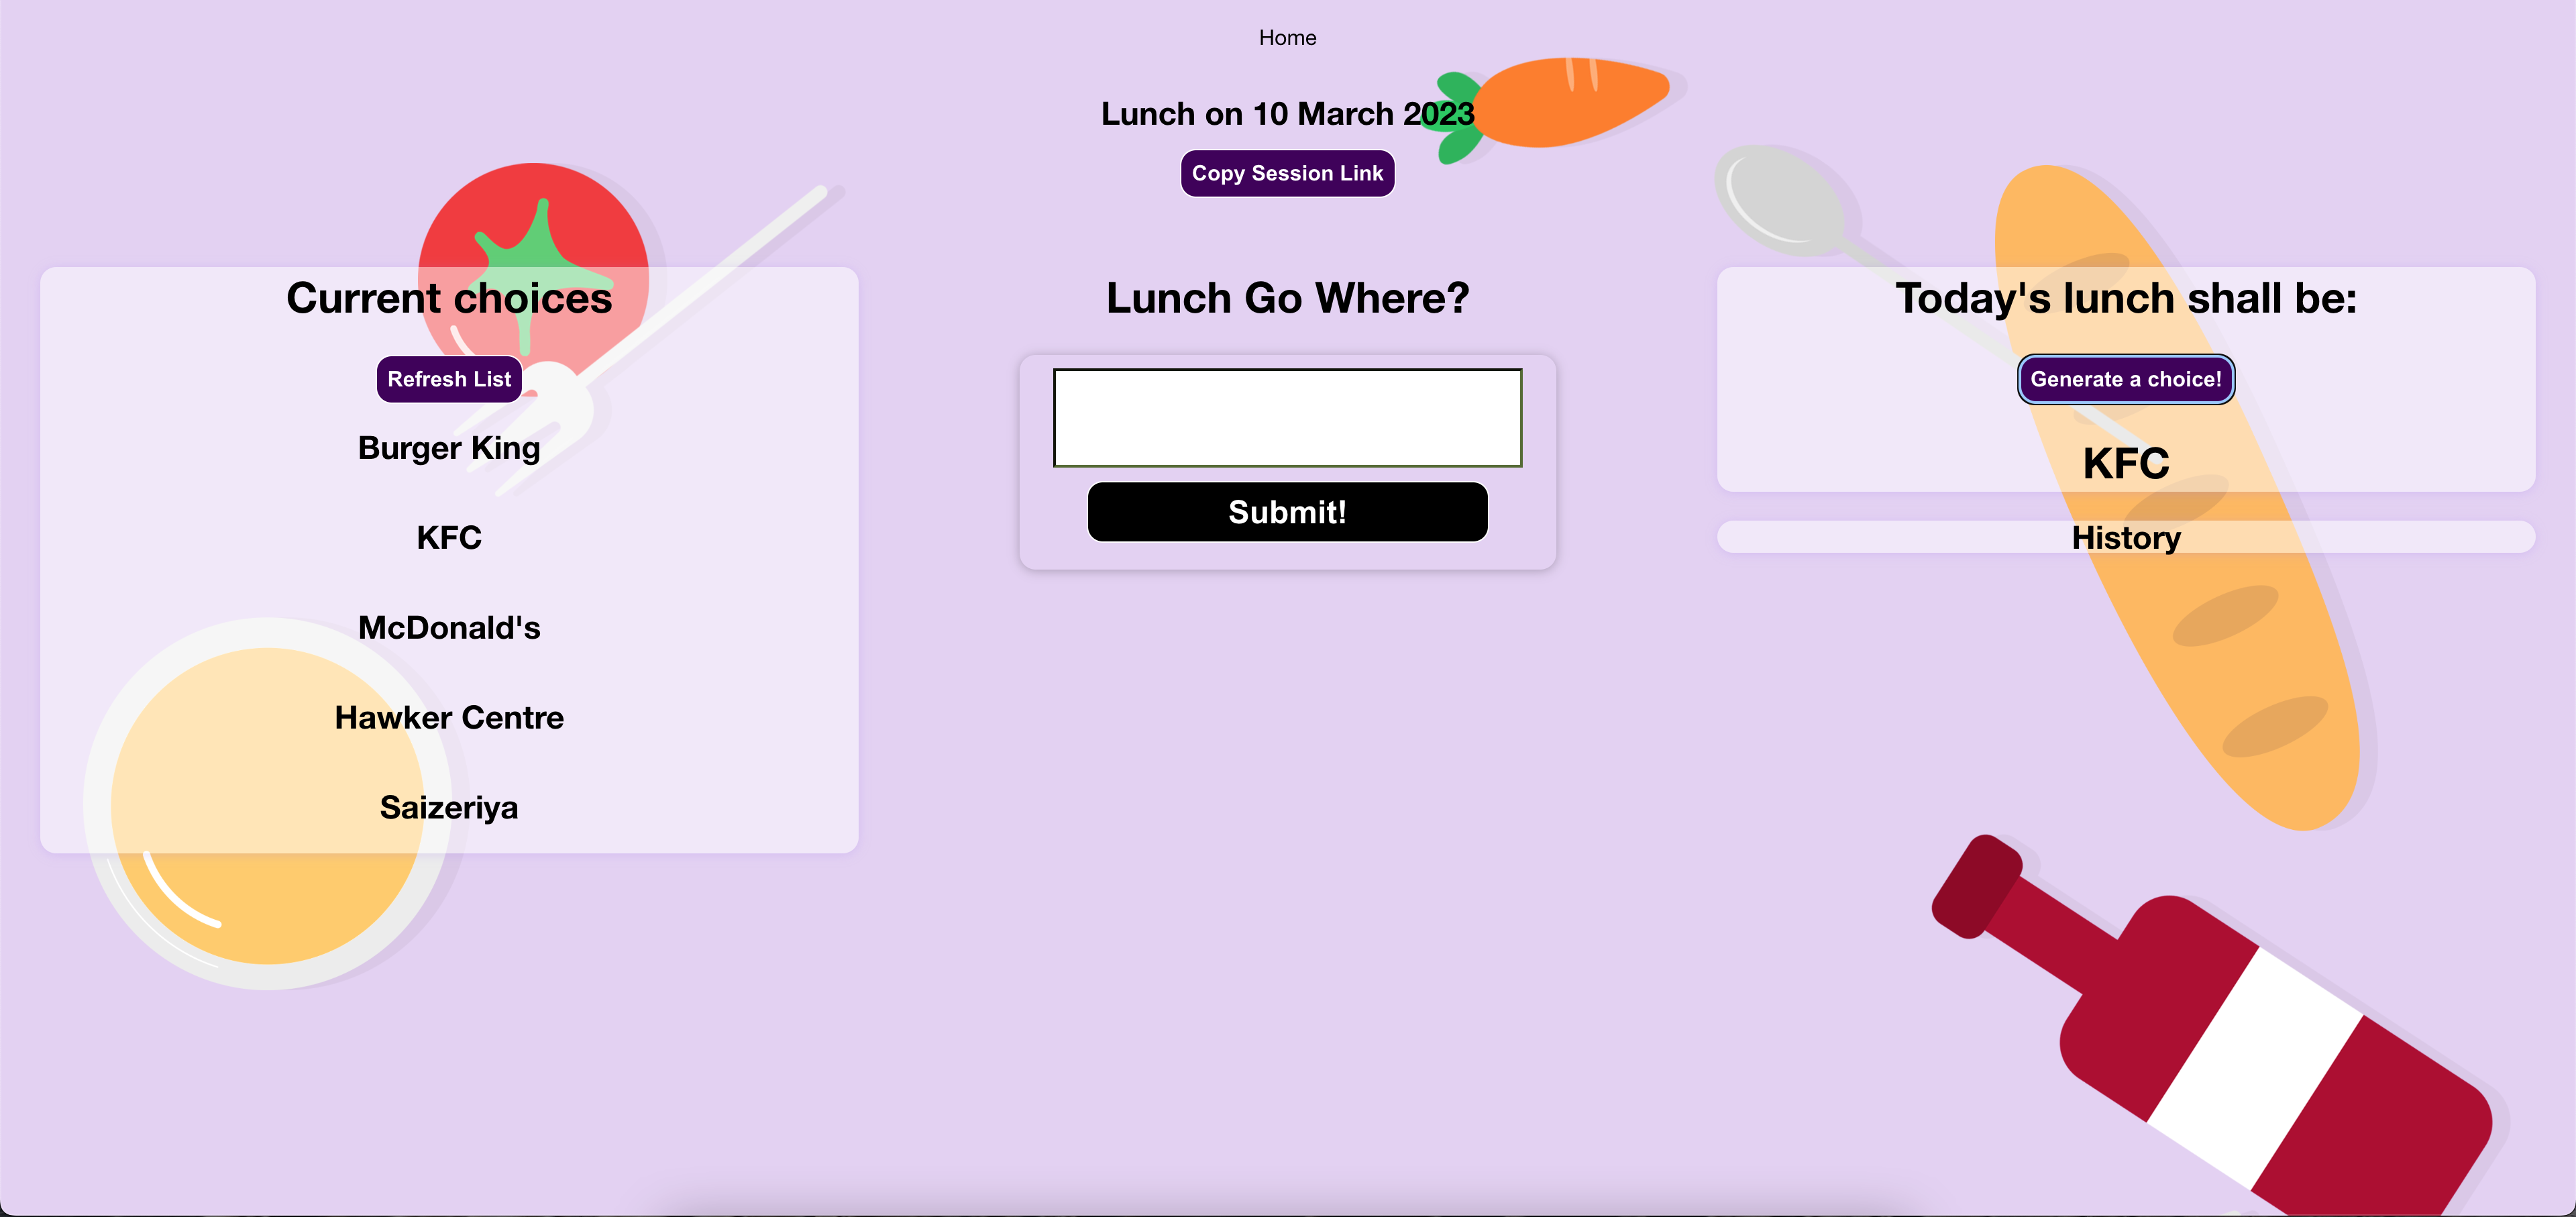 Home
Lunch on 10 March 2023
Copy Session Link
Current choices
Refresh List
Burger King
KFC
McDonald's
Hawker Centre
Saizeriya
Lunch Go Where?
Submit!
Today's lunch shall be:
Generate a choice!
KFC
History